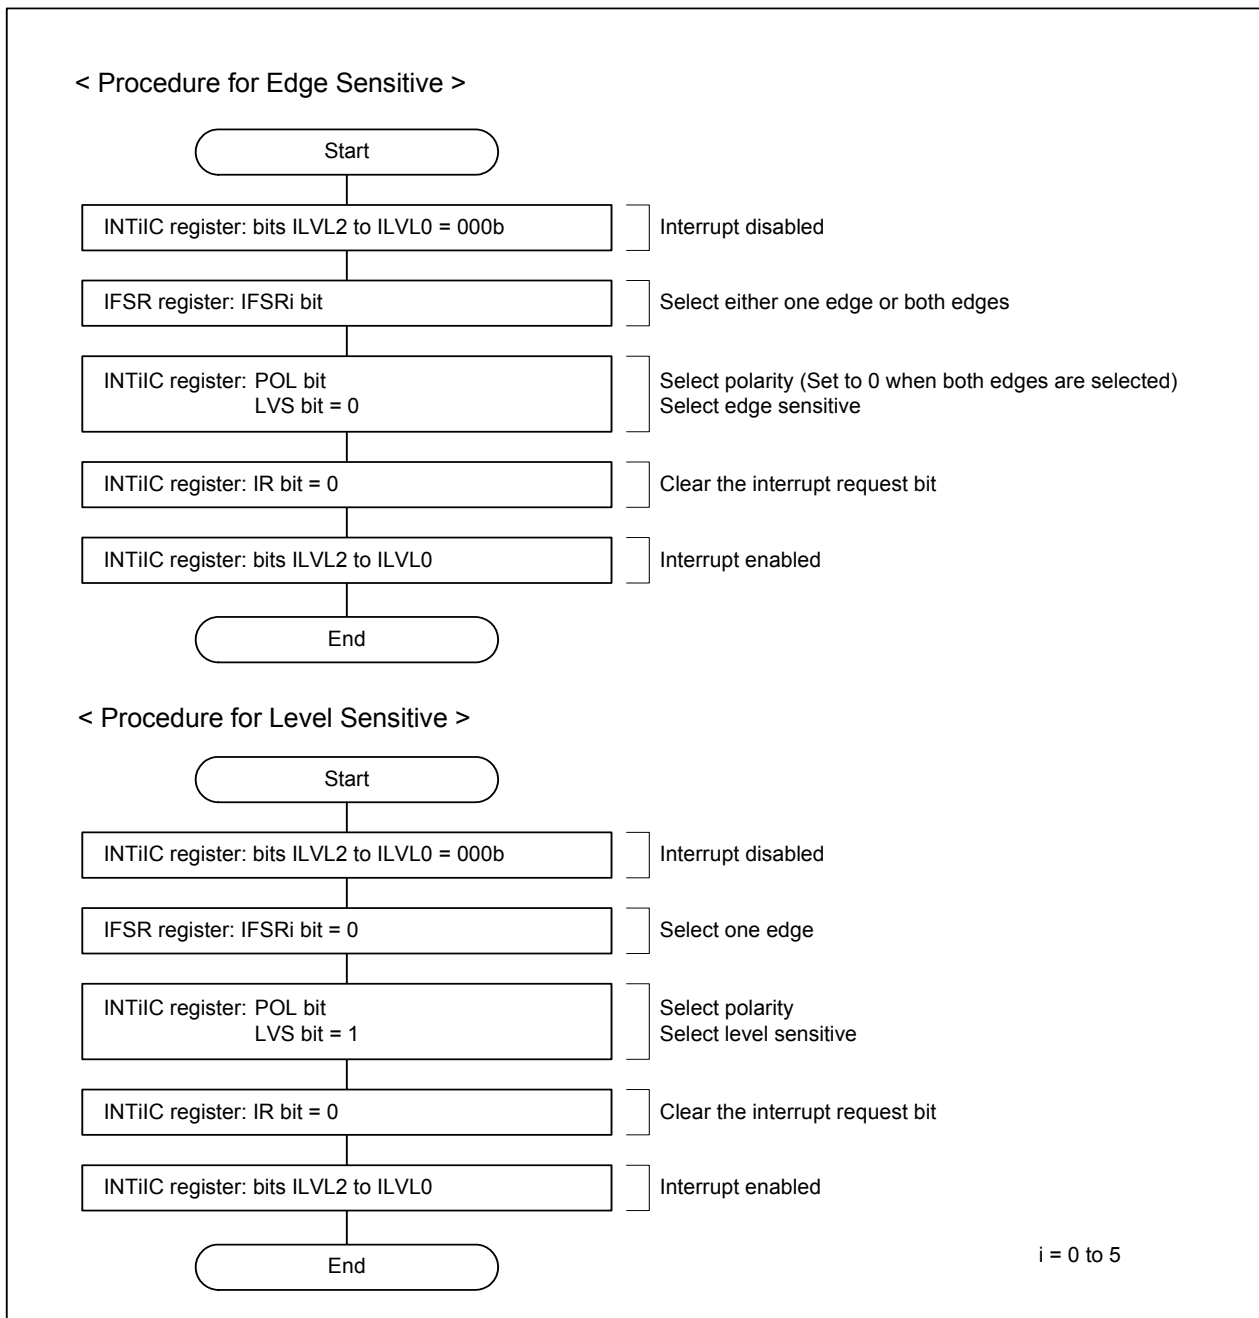 < Procedure for Edge Sensitive >
Start
INTiIC register: bits ILVL2 to ILVL0 = 000b
Interrupt disabled
IFSR register: IFSRi bit
Select either one edge or both edges
INTiIC register: POL bit
LVS bit = 0
Select polarity (Set to 0 when both edges are selected)
Select edge sensitive
INTiIC register: IR bit = 0
Clear the interrupt request bit
INTiIC register: bits ILVL2 to ILVL0
Interrupt enabled
End
< Procedure for Level Sensitive >
Start
INTiIC register: bits ILVL2 to ILVL0 = 000b
Interrupt disabled
IFSR register: IFSRi bit = 0
Select one edge
INTiIC register: POL bit
LVS bit = 1
Select polarity
Select level sensitive
INTiIC register: IR bit = 0
Clear the interrupt request bit
INTiIC register: bits ILVL2 to ILVL0
Interrupt enabled
End
i = 0 to 5